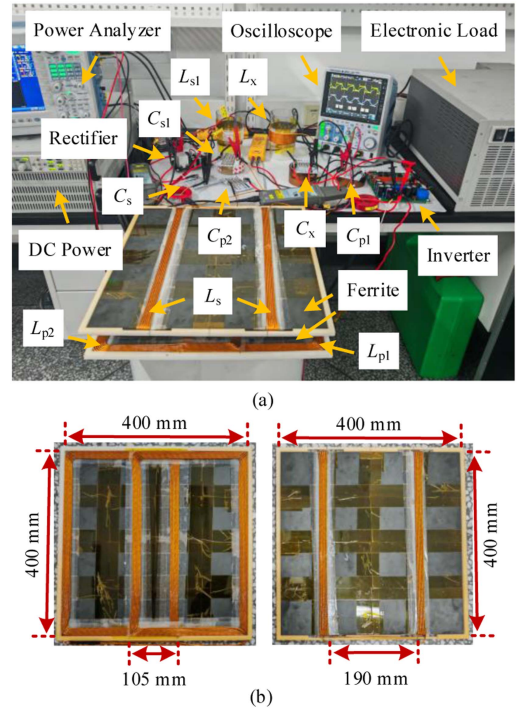 Power Analyzer
Oscilloscope
Electronic Load
Ls1
Lx
Cs1
Rectifier
Cs
Cp2
Cx
Cp1
DC Power
Inverter
Ls
Ferrite
Lp2
Lp1
(a)
400 mm
400 mm
400 mm
400 mm
105 mm
190 mm
(b)